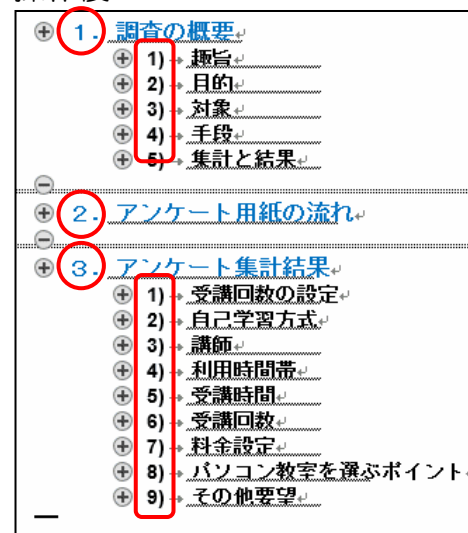 1. 調査の概要
1) 趣旨
2) 目的
3) 対象
4) 手段
5) 集計と結果
2. アンケート用紙の流れ
3. アンケート集計結果
1) 受講回数の設定
2) 自己学習方式
3) 講師
4) 利用時間帯
5) 受講時間
6) 受講回数
7) 料金設定
8) パソコン教室を選ぶポイント
9) その他要望